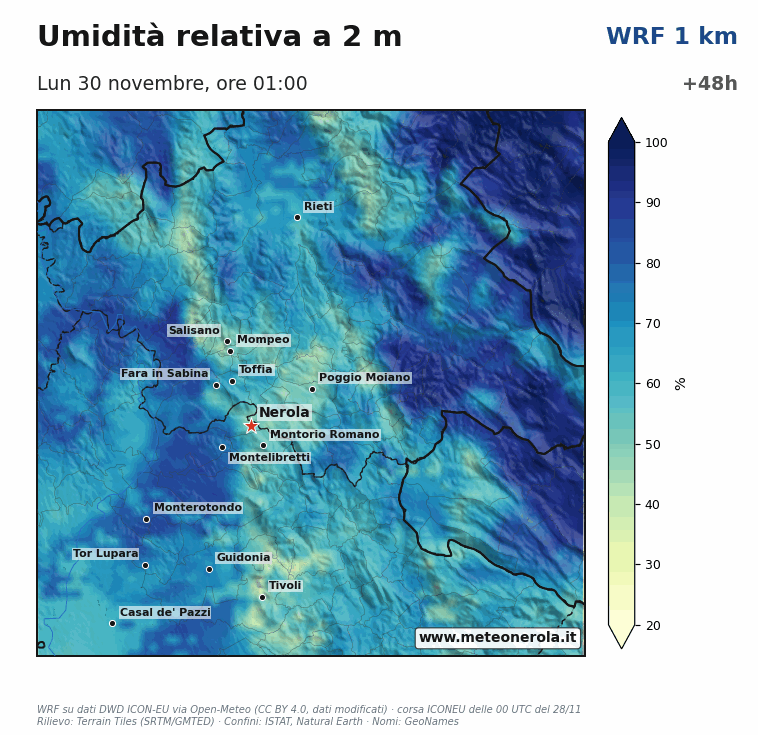 Umidità relativa a 2 m
WRF 1 km
Lun 30 novembre, ore 01:00
+48h
Rieti
Salisano
Mompeo
Toffia
Fara in Sabina
Poggio Moiano
Nerola
Montorio Romano
Montelibretti
Monterotondo
Tor Lupara
Guidonia
Tivoli
Casal de' Pazzi
www.meteonerola.it
100
90
80
70
60
50
40
30
20
%
WRF su dati DWD ICON-EU via Open-Meteo (CC BY 4.0, dati modificati) · corsa ICONEU delle 00 UTC del 28/11
Rilievo: Terrain Tiles (SRTM/GMTED) · Confini: ISTAT, Natural Earth · Nomi: GeoNames